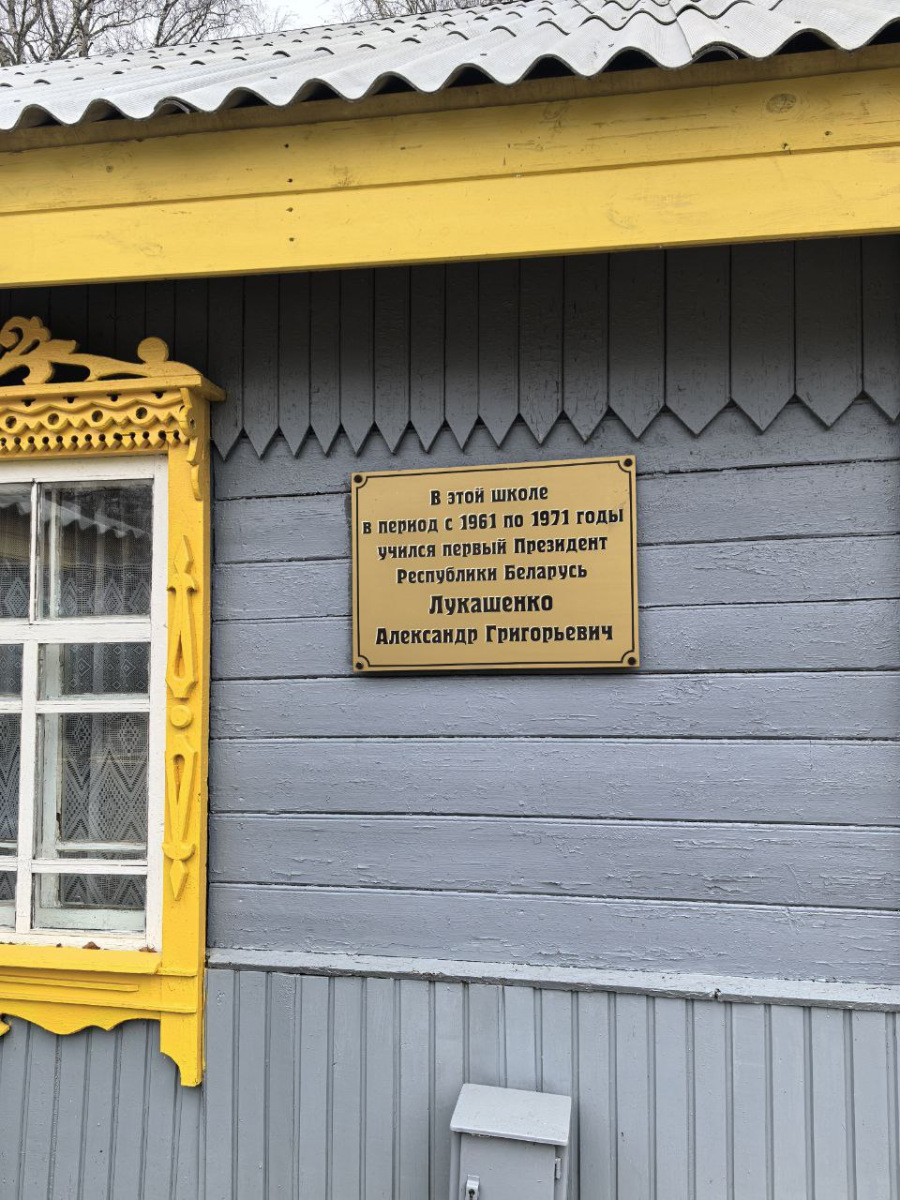 В этой школе
в период с 1961 по 1971 годы
учился первый Президент
Республики Беларусь
Лукашенко
Александр Григорьевич